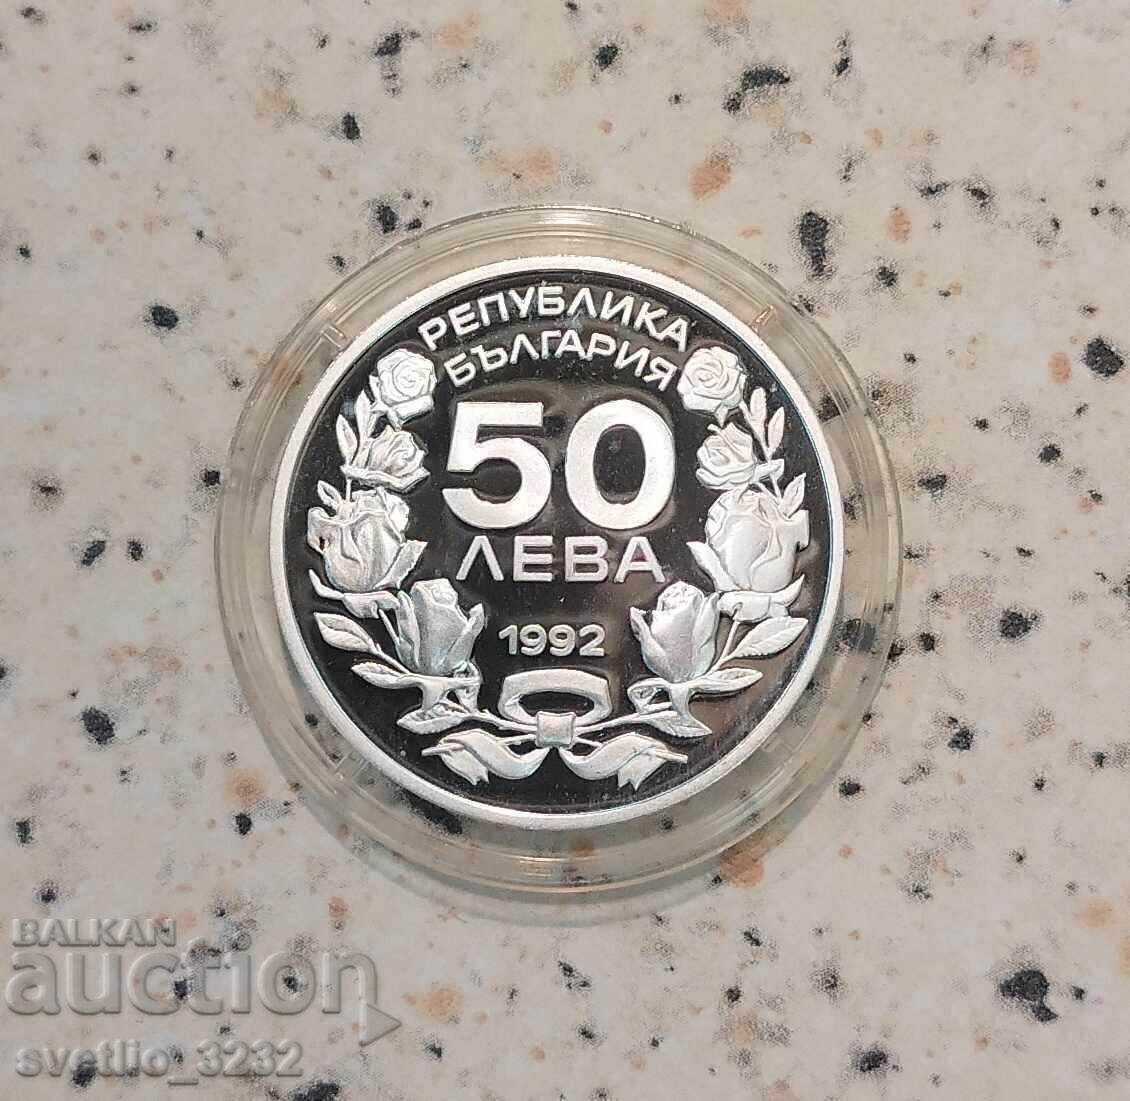 РЕПУБЛИКА
БЪЛГАРИЯ
50
ЛЕВА
1992
BALKAN
auction
svetlio_3232